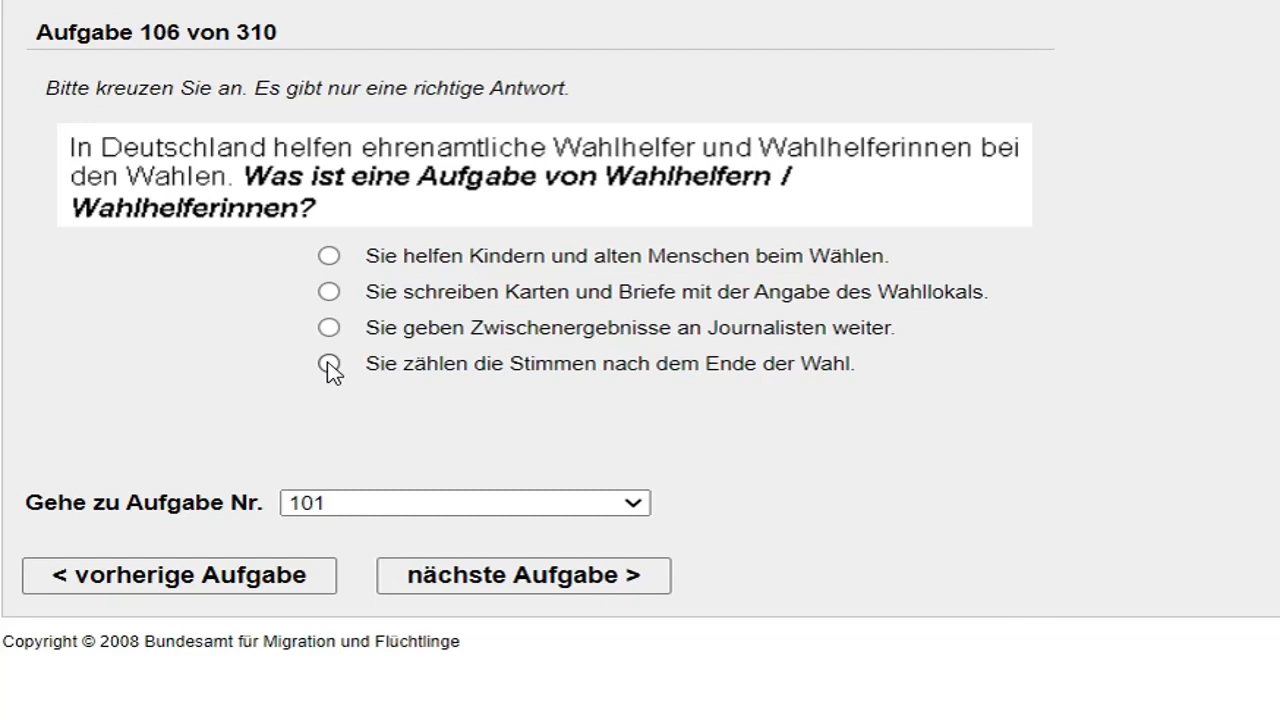 Aufgabe 106 von 310
Bitte kreuzen Sie an. Es gibt nur eine richtige Antwort.
In Deutschland helfen ehrenamtliche Wahlhelfer und Wahlhelferinnen bei
den Wahlen. Was ist eine Aufgabe von Wahlhelfern /
Wahlhelferinnen?
Sie helfen Kindern und alten Menschen beim Wählen.
Sie schreiben Karten und Briefe mit der Angabe des Wahllokals.
Sie geben Zwischenergebnisse an Journalisten weiter.
Sie zählen die Stimmen nach dem Ende der Wahl.
Gehe zu Aufgabe Nr. 101
< vorherige Aufgabe nächste Aufgabe >
Copyright © 2008 Bundesamt für Migration und Flüchtlinge